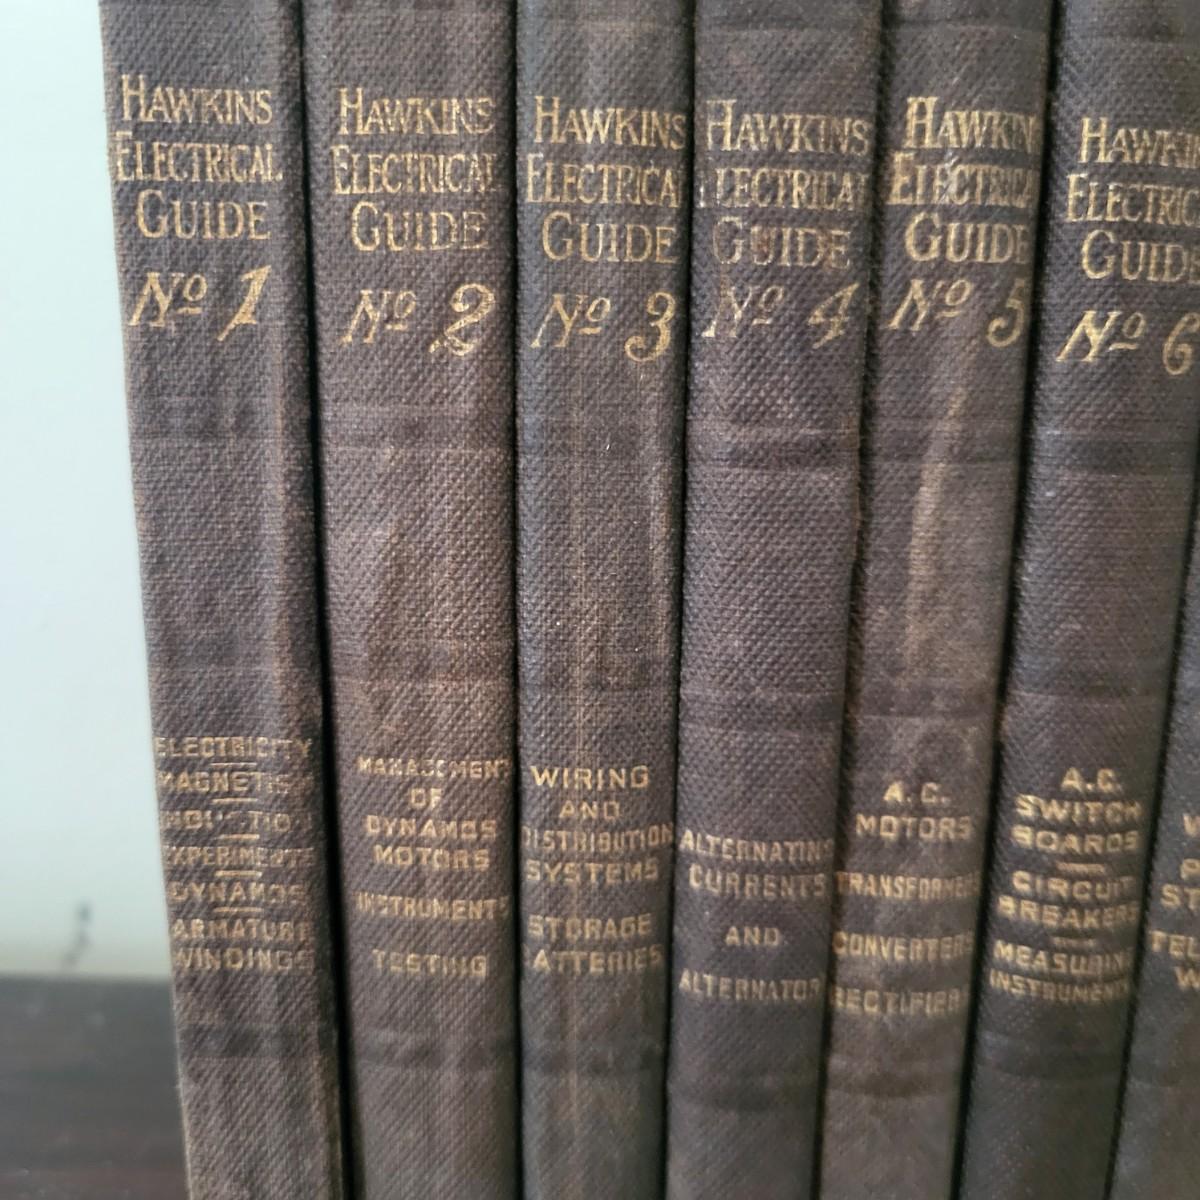 HAWKINS
ELECTRICAL
GUIDE
No 1
ELECTRICITY
MAGNETISM
INDUCTION
EXPERIMENTS
DYNAMOS
ARMATURE
WINDINGS
HAWKINS
ELECTRICAL
GUIDE
No 2
MANAGEMENT
OF
DYNAMOS
MOTORS
INSTRUMENTS
TESTING
HAWKINS
ELECTRICAL
GUIDE
No 3
WIRING
AND
DISTRIBUTION
SYSTEMS
STORAGE
BATTERIES
HAWKINS
ELECTRICAL
GUIDE
No 4
ALTERNATING
CURRENTS
AND
ALTERNATORS
HAWKINS
ELECTRICAL
GUIDE
No 5
A.C.
MOTORS
TRANSFORMERS
CONVERTERS
RECTIFIERS
HAWKINS
ELECTRICAL
GUIDE
No 6
A.C.
SWITCH
BOARDS
CIRCUIT
BREAKERS
MEASURING
INSTRUMENTS